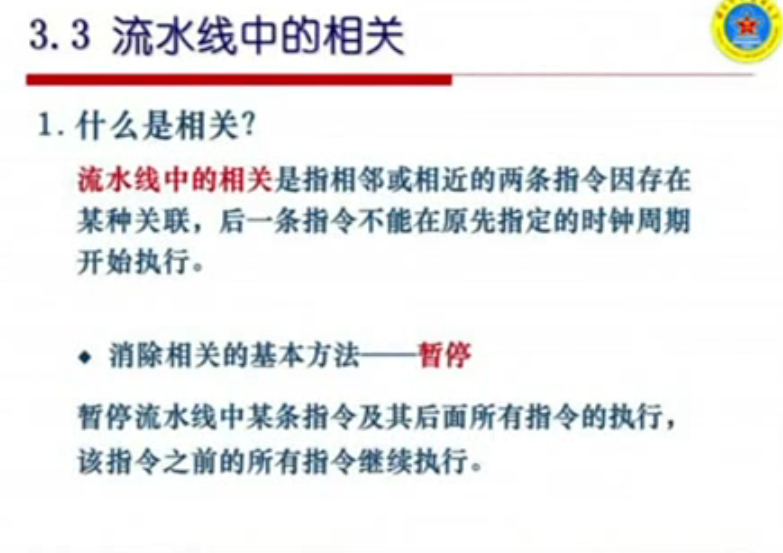 3.3 流水线中的相关
1. 什么是相关?
流水线中的相关是指相邻或相近的两条指令因存在
某种关联，后一条指令不能在原先指定的时钟周期
开始执行。
◆ 消除相关的基本方法——暂停
暂停流水线中某条指令及其后面所有指令的执行，
该指令之前的所有指令继续执行。